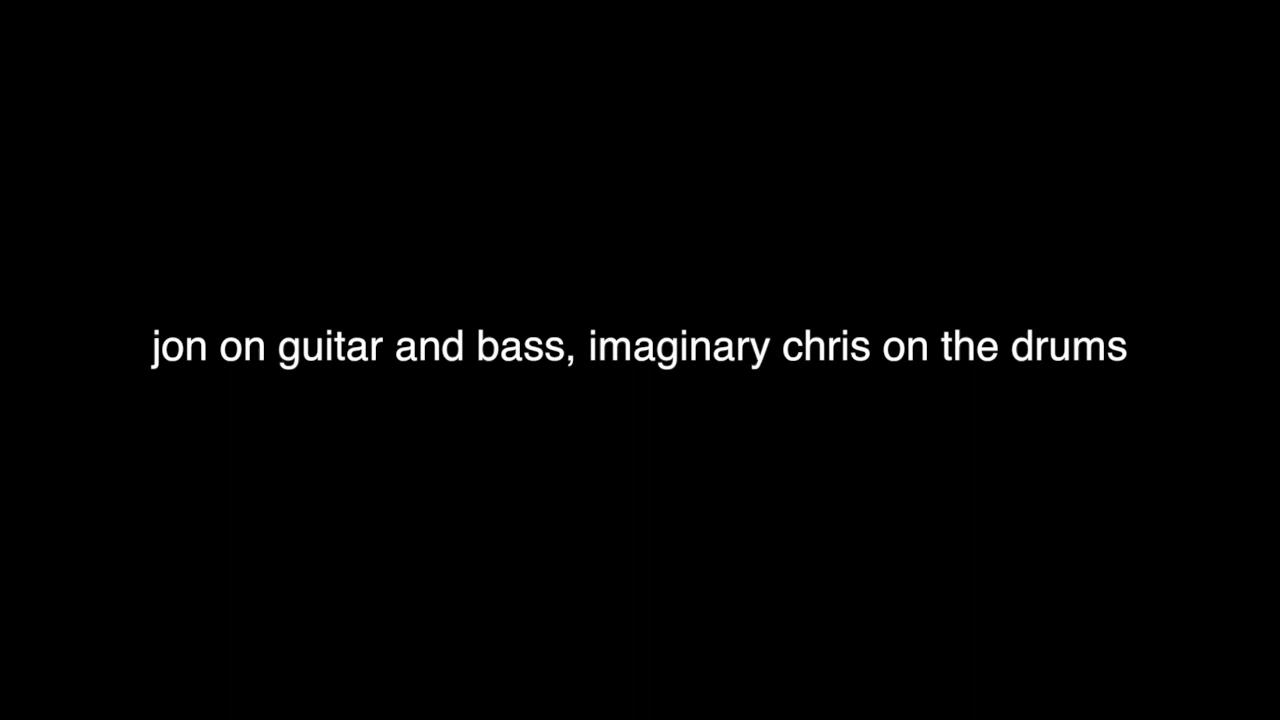 jon on guitar and bass, imaginary chris on the drums